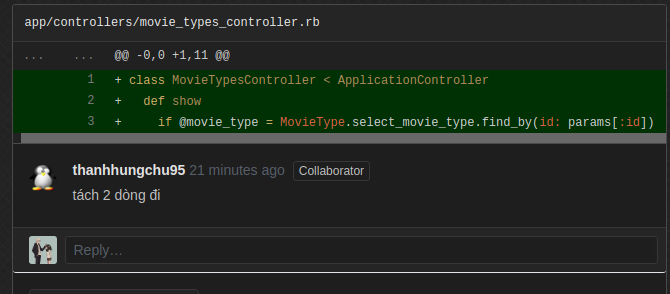 app/controllers/movie_types_controller.rb
... ... @@ -0,0 +1,11 @@
1 + class MovieTypesController < ApplicationController
2 + def show
3 + if @movie_type = MovieType.select_movie_type.find_by(id: params[:id])
thanhhungchu95 21 minutes ago Collaborator
tách 2 dòng đi
Reply...